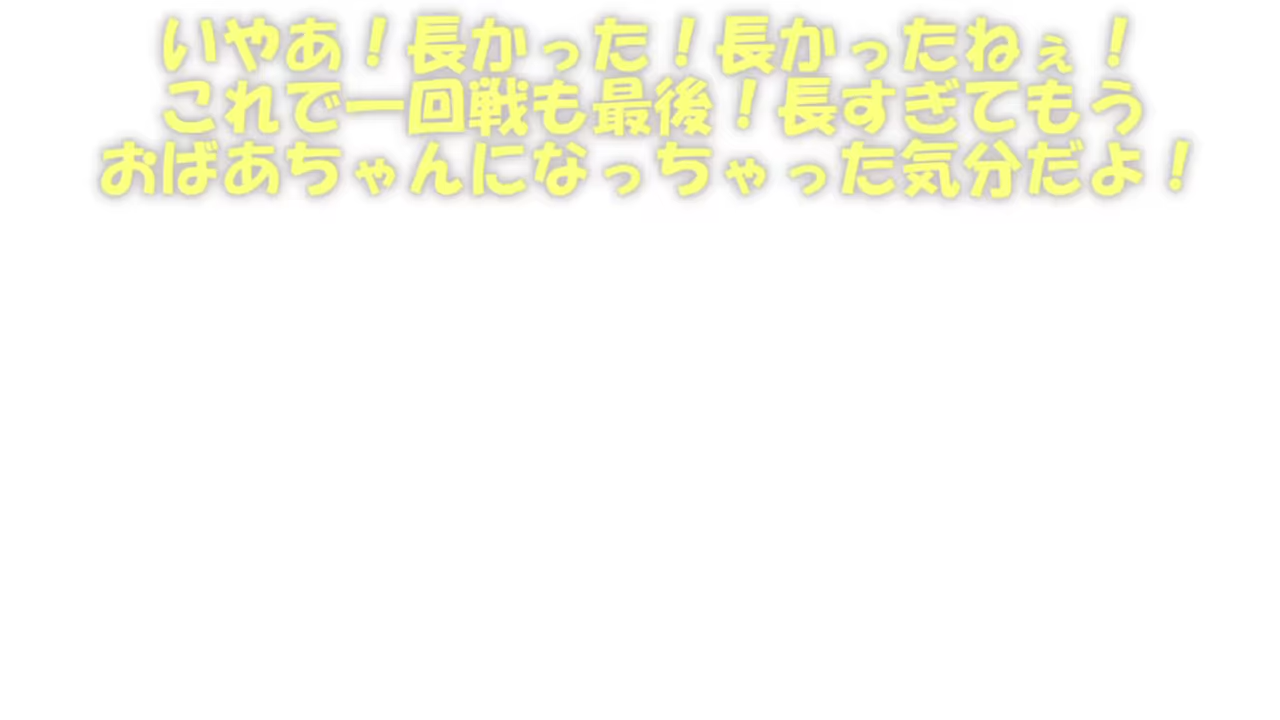 いやあ！長かった！長かったねぇ！
これで一回戦も最後！長すぎてもう
おばあちゃんになっちゃった気分だよ！